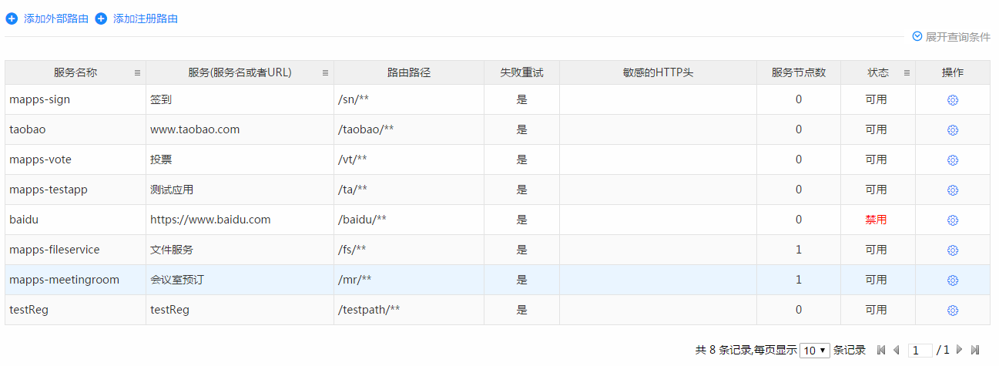 添加外部路由 添加注册路由
展开查询条件
服务名称 服务(服务名或者URL) 路由路径 失败重试 敏感的HTTP头 服务节点数 状态 操作
mapps-sign 签到 /sn/** 是 0 可用
taobao www.taobao.com /taobao/** 是 0 可用
mapps-vote 投票 /vt/** 是 0 可用
mapps-testapp 测试应用 /ta/** 是 0 可用
baidu https://www.baidu.com /baidu/** 是 0 禁用
mapps-fileservice 文件服务 /fs/** 是 1 可用
mapps-meetingroom 会议室预订 /mr/** 是 1 可用
testReg testReg /testpath/** 是 0 可用
共 8 条记录,每页显示 10 条记录 1 / 1